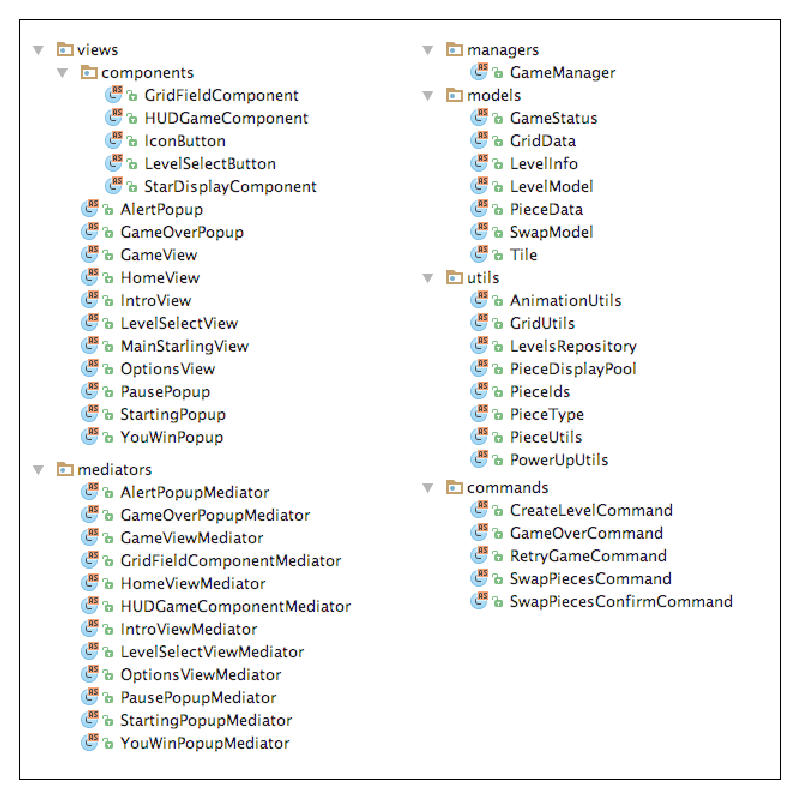 views
components
GridFieldComponent
HUDGameComponent
IconButton
LevelSelectButton
StarDisplayComponent
AlertPopup
GameOverPopup
GameView
HomeView
IntroView
LevelSelectView
MainStarlingView
OptionsView
PausePopup
StartingPopup
YouWinPopup
mediators
AlertPopupMediator
GameOverPopupMediator
GameViewMediator
GridFieldComponentMediator
HomeViewMediator
HUDGameComponentMediator
IntroViewMediator
LevelSelectViewMediator
OptionsViewMediator
PausePopupMediator
StartingPopupMediator
YouWinPopupMediator
managers
GameManager
models
GameStatus
GridData
LevelInfo
LevelModel
PieceData
SwapModel
Tile
utils
AnimationUtils
GridUtils
LevelsRepository
PieceDisplayPool
PieceIds
PieceType
PieceUtils
PowerUpUtils
commands
CreateLevelCommand
GameOverCommand
RetryGameCommand
SwapPiecesCommand
SwapPiecesConfirmCommand